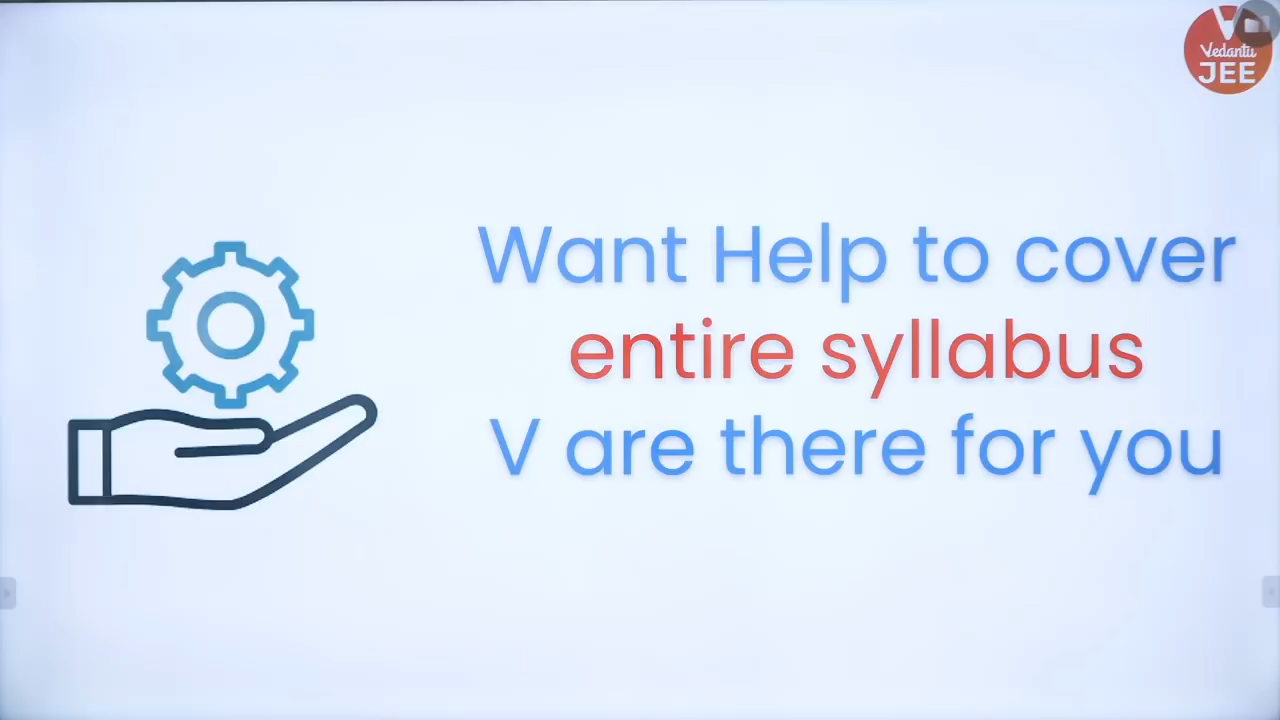 Vedantu
JEE
Want Help to cover
entire syllabus
V are there for you